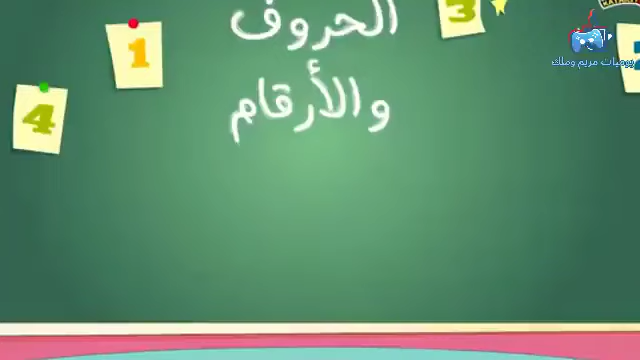 الحروف
والأرقام
3
1
4
يوميات مريم وملك